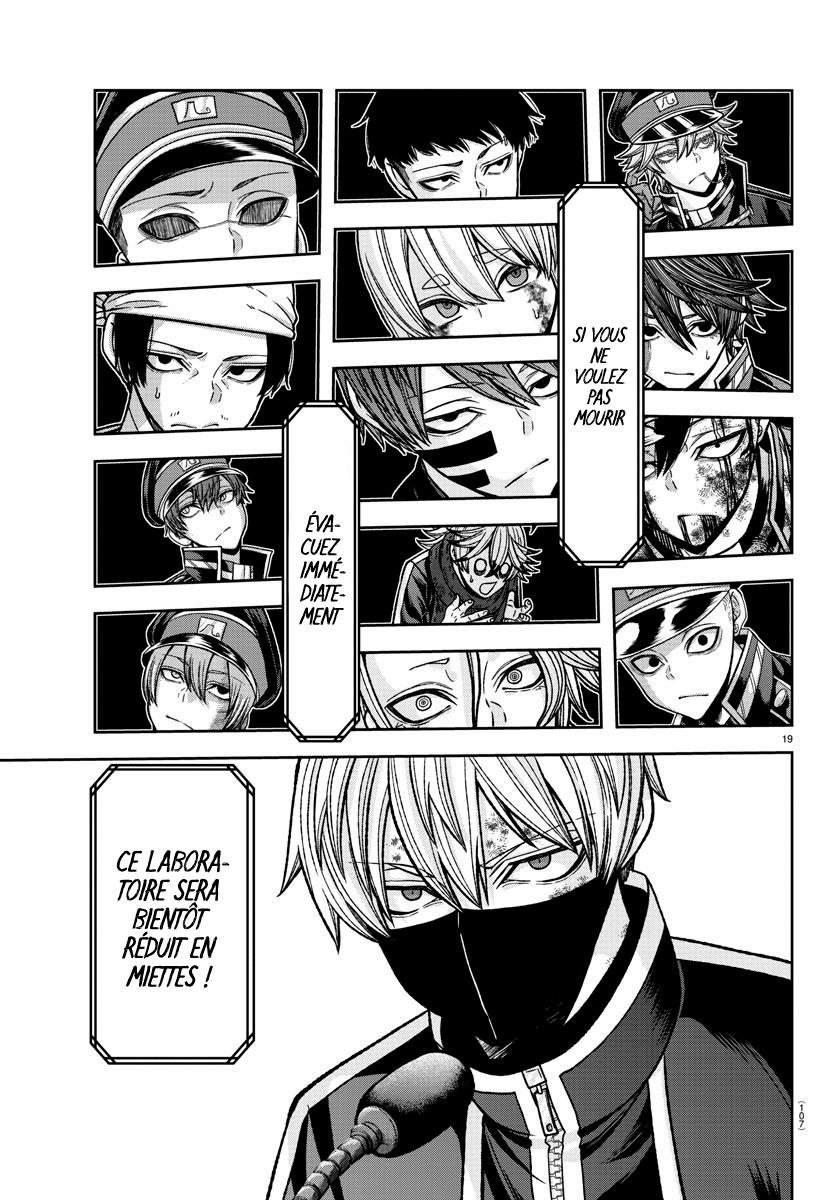 SI VOUS
NE
VOULEZ
PAS
MOURIR
ÉVA-
CUEZ
IMMÉ-
DIATE-
MENT
19
CE LABORA-
TOIRE SERA
BIENTÔT
RÉDUIT EN
MIETTES !
(107)